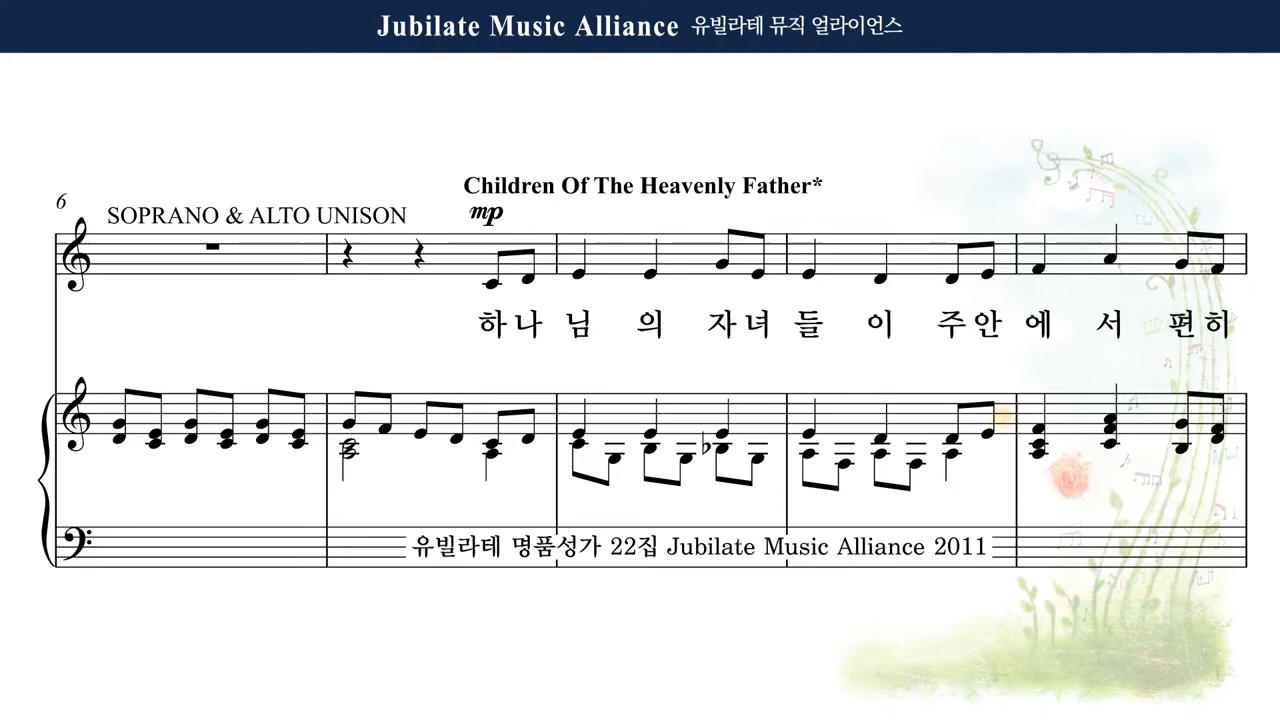 Jubilate Music Alliance 유빌라테 뮤직 얼라이언스
Children Of The Heavenly Father*
6
SOPRANO & ALTO UNISON
mp
하 나 님 의 자 녀 들 이 주 안 에 서 편 히
유빌라테 명품성가 22집 Jubilate Music Alliance 2011